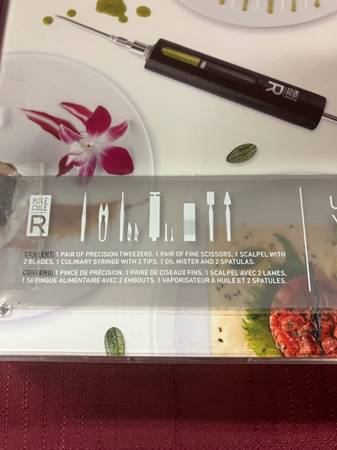 R
MOLE
CULE
R
CONTENT: 1 PAIR OF PRECISION TWEEZERS, 1 PAIR OF FINE SCISSORS, 1 SCALPEL WITH
2 BLADES, 1 CULINARY SYRINGE WITH 2 TIPS, 1 OIL MISTER AND 2 SPATULAS.
CONTENU: 1 PINCE DE PRÉCISION, 1 PAIRE DE CISEAUX FINS, 1 SCALPEL AVEC 2 LAMES,
1 SERINGUE ALIMENTAIRE AVEC 2 EMBOUTS, 1 VAPORISATEUR À HUILE ET 2 SPATULES.